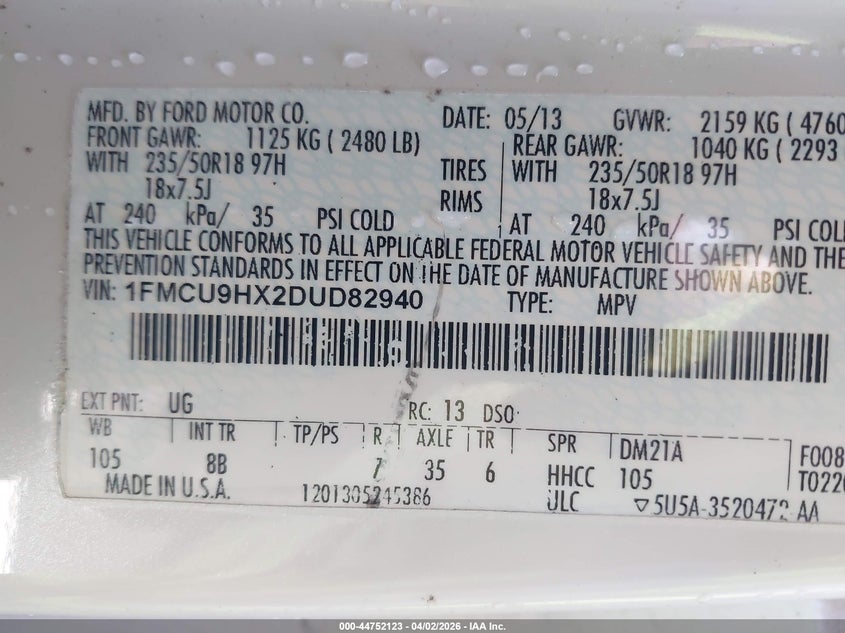 MFD. BY FORD MOTOR CO. DATE: 05/13 GVWR: 2159 KG ( 4760
FRONT GAWR: 1125 KG ( 2480 LB) REAR GAWR: 1040 KG ( 2293
WITH 235/50R18 97H TIRES WITH 235/50R18 97H
18x7.5J RIMS 18x7.5J
AT 240 kPa/ 35 PSI COLD AT 240 kPa/ 35 PSI COL
THIS VEHICLE CONFORMS TO ALL APPLICABLE FEDERAL MOTOR VEHICLE SAFETY AND THE
PREVENTION STANDARDS IN EFFECT ON THE DATE OF MANUFACTURE SHOWN ABOVE.
VIN: 1FMCU9HX2DUD82940 TYPE: MPV
EXT PNT: UG RC: 13 DSO:
WB INT TR TP/PS R AXLE TR SPR DM21A F008
105 8B 7 35 6 HHCC 105 T022
MADE IN U.S.A. 1201305245386 ULC ▽5U5A-3520472-AA
000-44752123 - 04/02/2026 - IAA Inc.